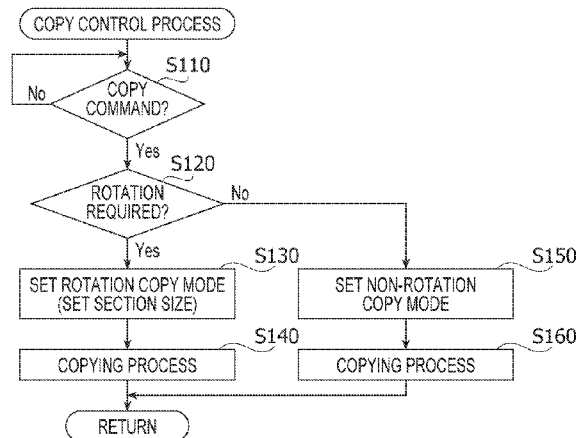 COPY CONTROL PROCESS
S110
COPY
COMMAND?
No
Yes
S120
ROTATION
REQUIRED?
No
Yes
S130
SET ROTATION COPY MODE
(SET SECTION SIZE)
S150
SET NON-ROTATION
COPY MODE
S140
COPYING PROCESS
S160
COPYING PROCESS
RETURN